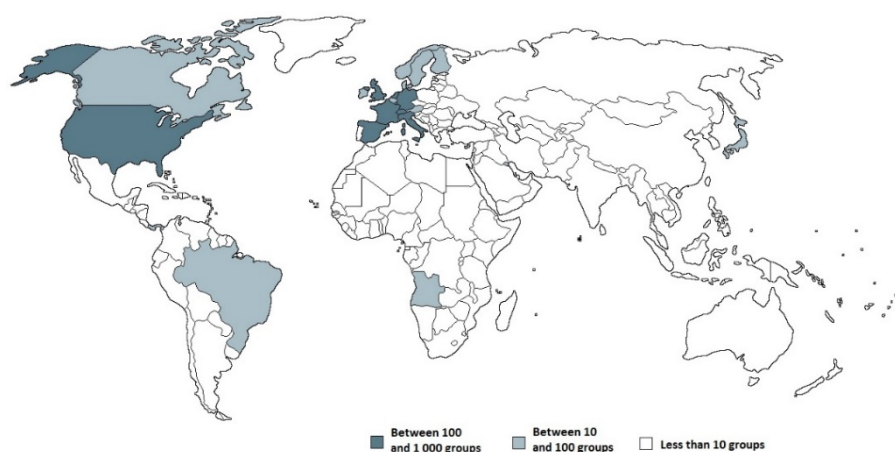 Between 100
and 1 000 groups
Between 10
and 100 groups
Less than 10 groups